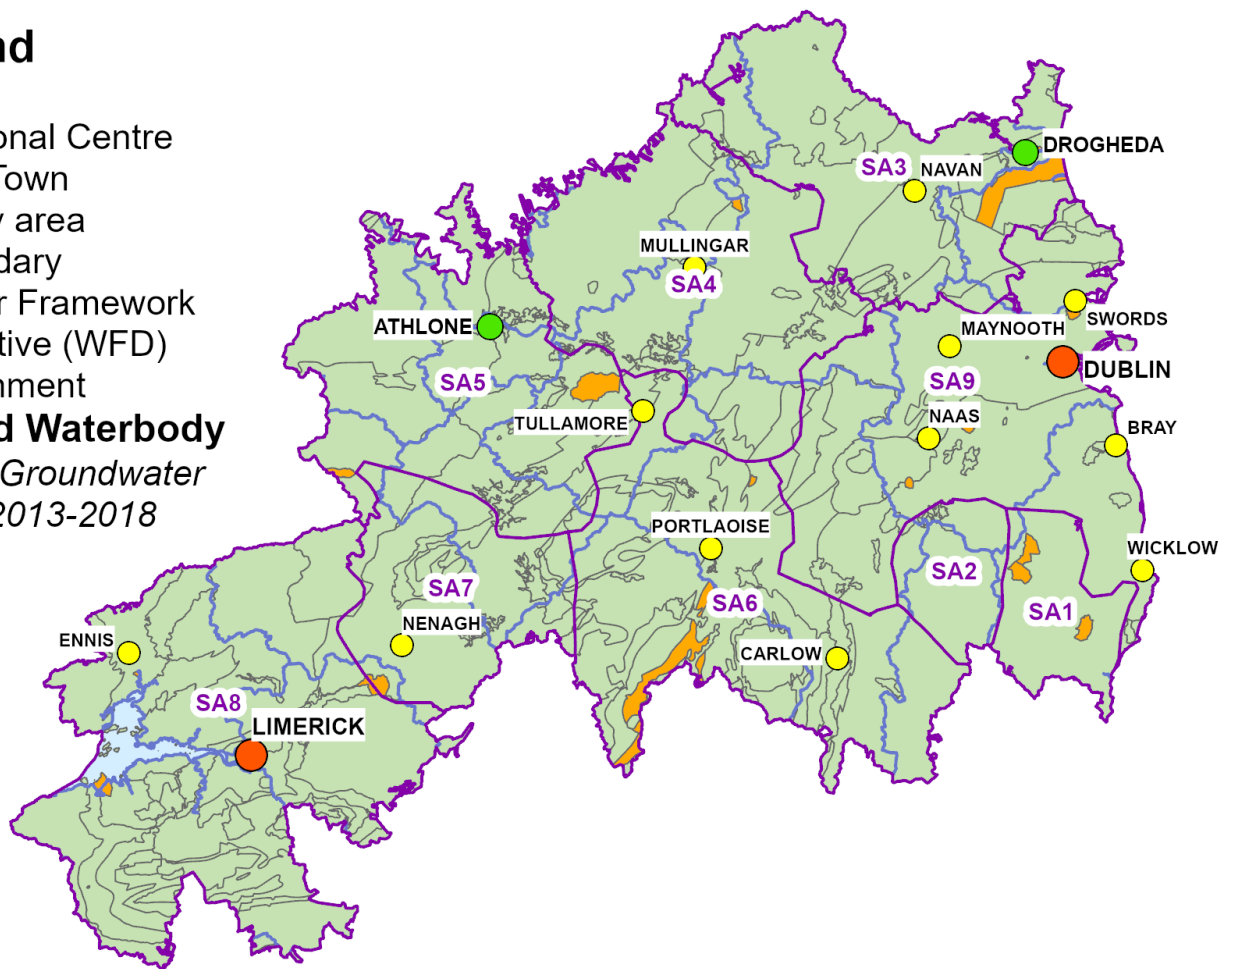 nd
onal Centre
Town
y area
dary
r Framework
tive (WFD)
hment
d Waterbody
Groundwater
2013-2018
DROGHEDA
SA3
NAVAN
MULLINGAR
SA4
ATHLONE
SWORDS
MAYNOOTH
DUBLIN
SA5
SA9
TULLAMORE
NAAS
BRAY
PORTLAOISE
WICKLOW
SA2
SA7
SA6
SA1
NENAGH
ENNIS
CARLOW
SA8
LIMERICK